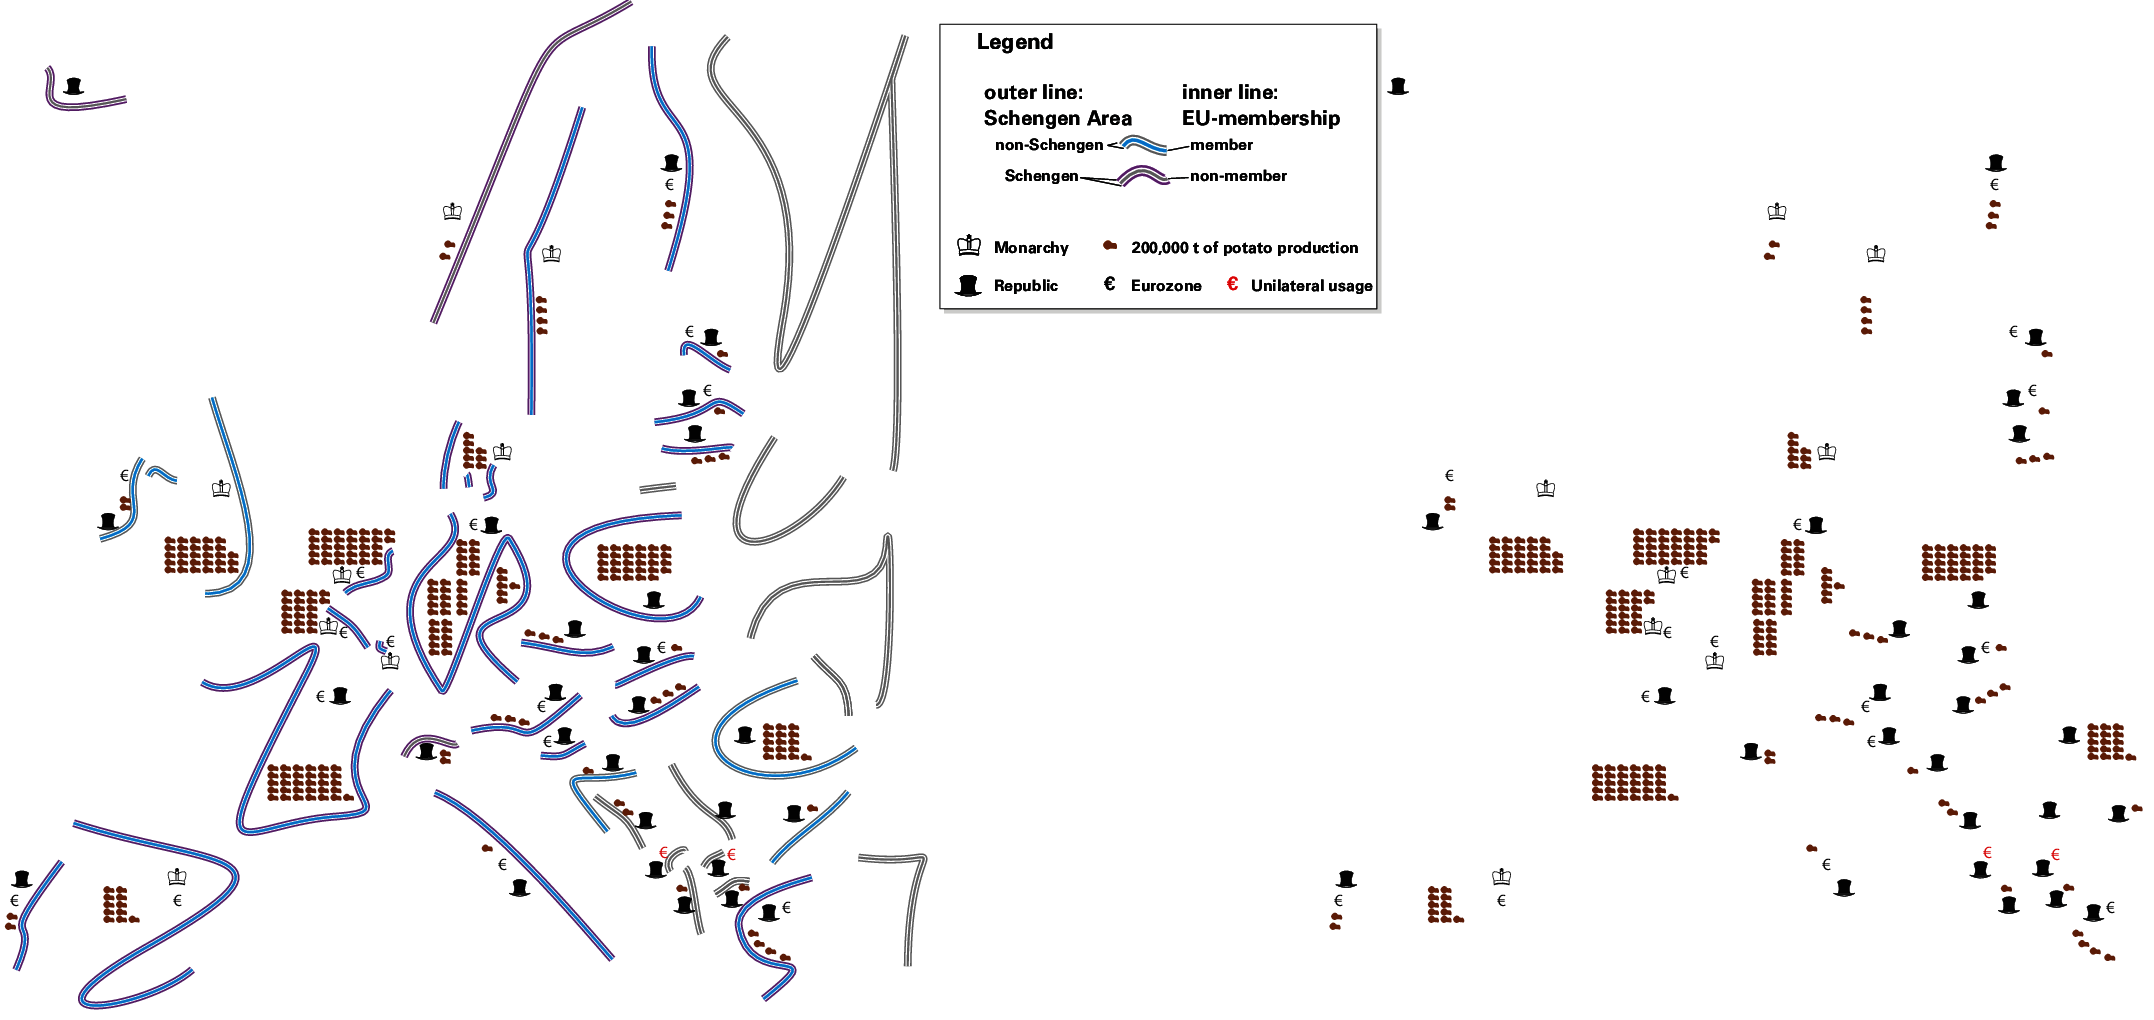 Legend
outer line: inner line:
Schengen Area EU-membership
non-Schengen member
Schengen non-member
Monarchy 200,000 t of potato production
Republic € Eurozone € Unilateral usage